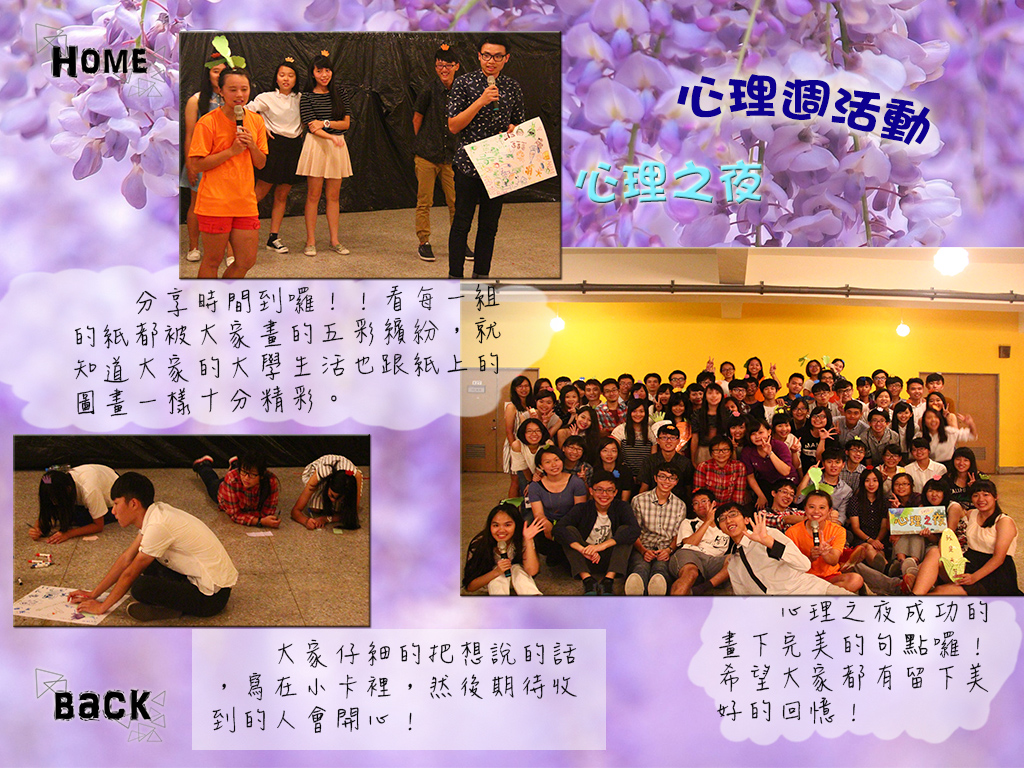 HOME
心理週活動
心理之夜
分享時間到囉！！看每一組
的紙都被大家畫的五彩繽紛，就
知道大家的大學生活也跟紙上的
圖畫一樣十分精彩。
心理之夜
大家仔細的把想說的話
，寫在小卡裡，然後期待收
到的人會開心！
心理之夜成功的
畫下完美的句點囉！
希望大家都有留下美
好的回憶！
BACK